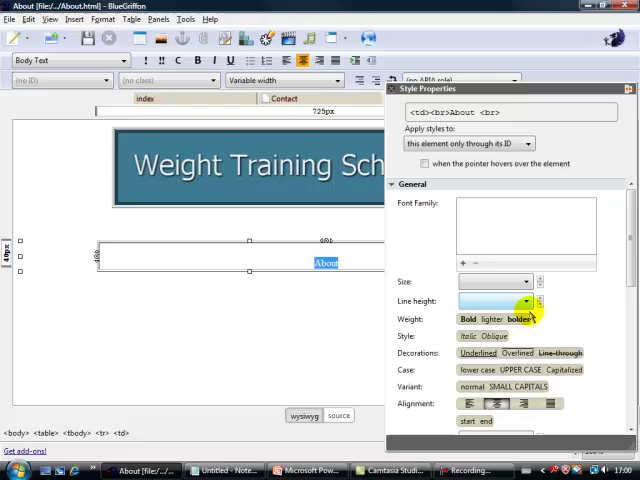 About [file:/.../About.html] - BlueGriffon
File Edit View Insert Format Table Panels Tools Help
Body Text ! !! C B I U
(no ID) (no class) Variable width (no ARIA role)
index Contact
725px
Weight Training Sch
40px
About
Style Properties
<td><br>About <br>
Apply styles to:
this element only through its ID
when the pointer hovers over the element
General
Font Family:
+ −
Size:
Line height:
Weight: Bold lighter bolder
Style: Italic Oblique
Decorations: Underlined Overlined Line-through
Case: lower case UPPER CASE Capitalized
Variant: normal SMALL CAPITALS
Alignment:
start end
wysiwyg source
<body> <table> <tbody> <tr> <td>
Get add-ons!
About [file:/.../... Untitled - Note... Microsoft Pow... Camtasia Studi... Recording... 17:00